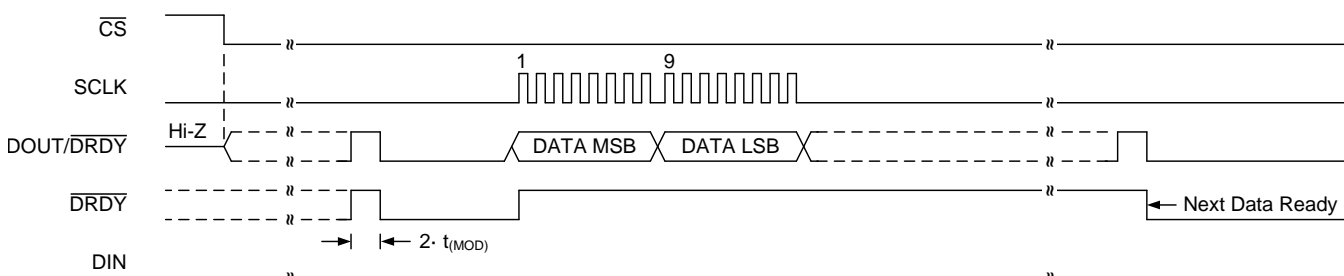 CS
SCLK
1 9
Hi-Z
DOUT/DRDY
DATA MSB DATA LSB
DRDY
Next Data Ready
2· t(MOD)
DIN